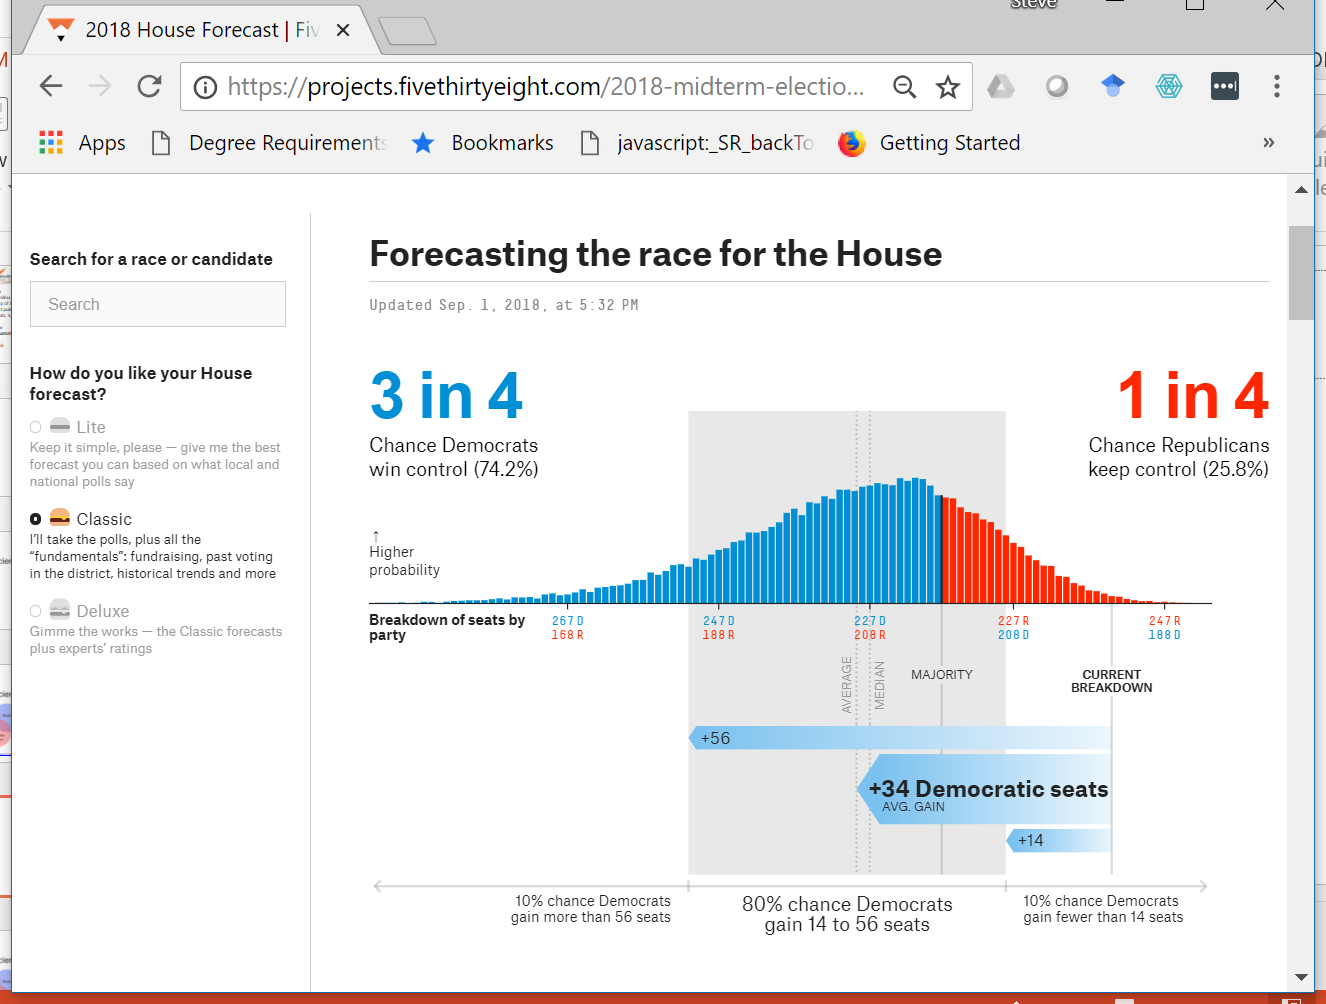 Steve
2018 House Forecast | Fiv
https://projects.fivethirtyeight.com/2018-midterm-electio...
Apps
Degree Requirements
Bookmarks
javascript:_SR_backTo
Getting Started
»
Search for a race or candidate
Search
How do you like your House
forecast?
Lite
Keep it simple, please — give me the best
forecast you can based on what local and
national polls say
Classic
I'll take the polls, plus all the
“fundamentals”: fundraising, past voting
in the district, historical trends and more
Deluxe
Gimme the works — the Classic forecasts
plus experts’ ratings
Forecasting the race for the House
Updated Sep. 1, 2018, at 5:32 PM
3 in 4
Chance Democrats
win control (74.2%)
1 in 4
Chance Republicans
keep control (25.8%)
↑
Higher
probability
Breakdown of seats by
party
267 D
168 R
247 D
188 R
227 D
208 R
227 R
208 D
247 R
188 D
AVERAGE
MEDIAN
MAJORITY
CURRENT
BREAKDOWN
+56
+34 Democratic seats
AVG. GAIN
+14
10% chance Democrats
gain more than 56 seats
80% chance Democrats
gain 14 to 56 seats
10% chance Democrats
gain fewer than 14 seats